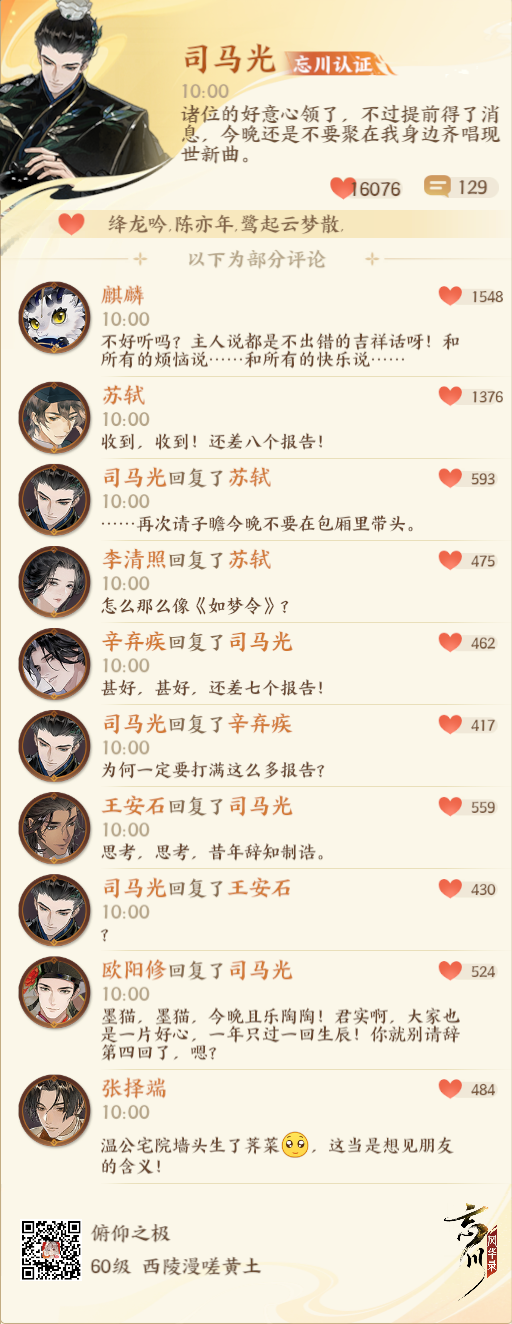 司马光 忘川认证
10:00
诸位的好意心领了，不过提前得了消
息，今晚还是不要聚在我身边齐唱现
世新曲。
16076 129
绛龙吟,陈亦年,鹭起云梦散,
以下为部分评论
麒麟 1548
10:00
不好听吗？主人说都是不出错的吉祥话呀！和
所有的烦恼说……和所有的快乐说……
苏轼 1376
10:00
收到，收到！还差八个报告！
司马光回复了苏轼 593
10:00
……再次请子瞻今晚不要在包厢里带头。
李清照回复了苏轼 475
10:00
怎么那么像《如梦令》？
辛弃疾回复了司马光 462
10:00
甚好，甚好，还差七个报告！
司马光回复了辛弃疾 417
10:00
为何一定要打满这么多报告？
王安石回复了司马光 559
10:00
思考，思考，昔年辞知制诰。
司马光回复了王安石 430
10:00
？
欧阳修回复了司马光 524
10:00
墨猫，墨猫，今晚且乐陶陶！君实啊，大家也
是一片好心，一年只过一回生辰！你就别请辞
第四回了，嗯？
张择端 484
10:00
温公宅院墙头生了荠菜🥺，这当是想见朋友
的含义！
俯仰之极
60级 西陵漫嗟黄土
忘川
风华录